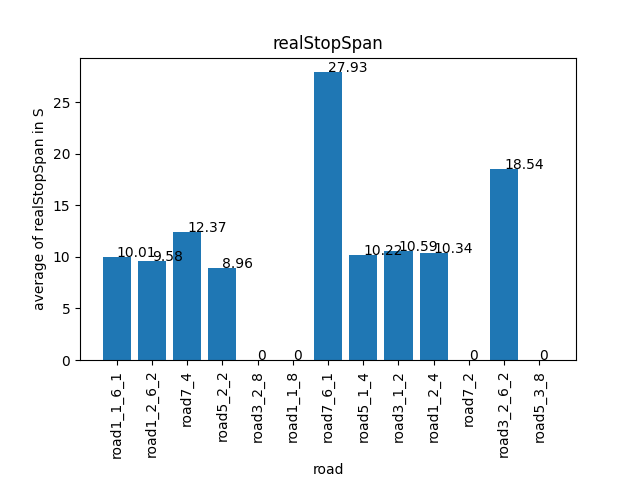 realStopSpan
average of realStopSpan in S
25
20
15
10
5
0
10.01
9.58
12.37
8.96
0
0
27.93
10.22
10.59
10.34
0
18.54
0
road1_1_6_1
road1_2_6_2
road7_4
road5_2_2
road3_2_8
road1_1_8
road7_6_1
road5_1_4
road3_1_2
road1_2_4
road7_2
road3_2_6_2
road5_3_8
road